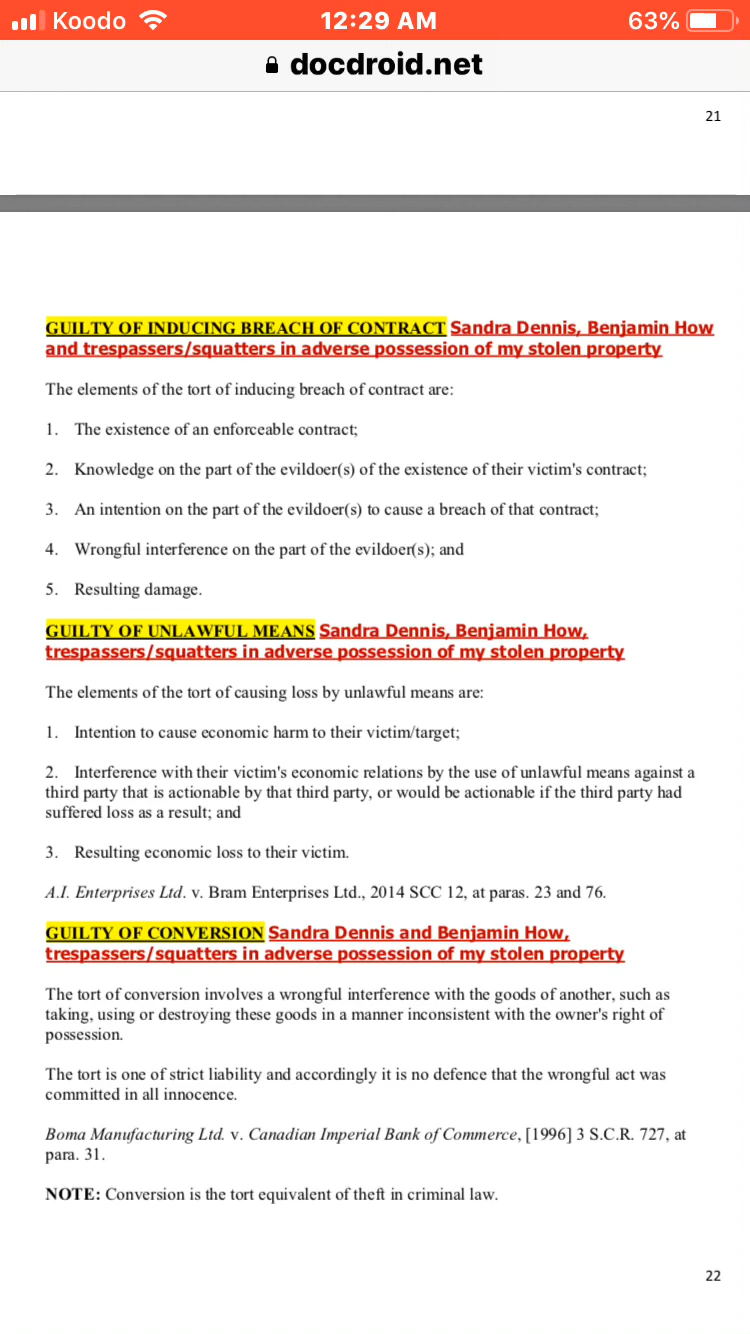 Koodo 12:29 AM 63%
docdroid.net
21
GUILTY OF INDUCING BREACH OF CONTRACT Sandra Dennis, Benjamin How
and trespassers/squatters in adverse possession of my stolen property
The elements of the tort of inducing breach of contract are:
1. The existence of an enforceable contract;
2. Knowledge on the part of the evildoer(s) of the existence of their victim's contract;
3. An intention on the part of the evildoer(s) to cause a breach of that contract;
4. Wrongful interference on the part of the evildoer(s); and
5. Resulting damage.
GUILTY OF UNLAWFUL MEANS Sandra Dennis, Benjamin How,
trespassers/squatters in adverse possession of my stolen property
The elements of the tort of causing loss by unlawful means are:
1. Intention to cause economic harm to their victim/target;
2. Interference with their victim's economic relations by the use of unlawful means against a
third party that is actionable by that third party, or would be actionable if the third party had
suffered loss as a result; and
3. Resulting economic loss to their victim.
A.I. Enterprises Ltd. v. Bram Enterprises Ltd., 2014 SCC 12, at paras. 23 and 76.
GUILTY OF CONVERSION Sandra Dennis and Benjamin How,
trespassers/squatters in adverse possession of my stolen property
The tort of conversion involves a wrongful interference with the goods of another, such as
taking, using or destroying these goods in a manner inconsistent with the owner's right of
possession.
The tort is one of strict liability and accordingly it is no defence that the wrongful act was
committed in all innocence.
Boma Manufacturing Ltd. v. Canadian Imperial Bank of Commerce, [1996] 3 S.C.R. 727, at
para. 31.
NOTE: Conversion is the tort equivalent of theft in criminal law.
22